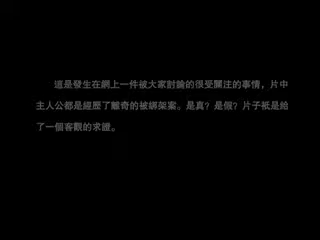 這是發生在網上一件被大家討論的很受關注的事情，片中
主人公都是經歷了離奇的被綁架案。是真？是假？片子衹是給
了一個客觀的求證。